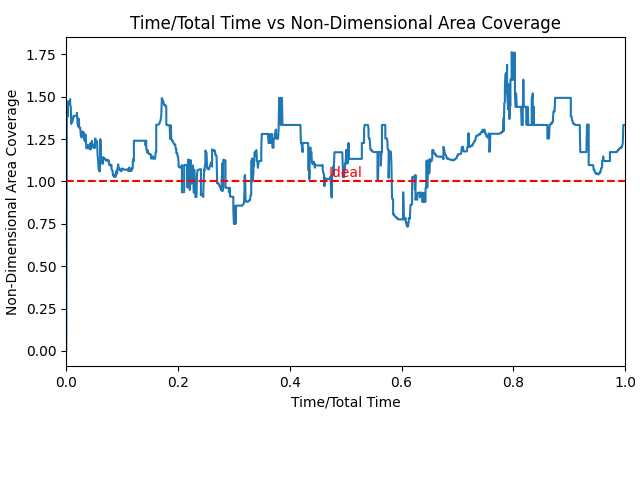 Time/Total Time vs Non-Dimensional Area Coverage
Non-Dimensional Area Coverage
1.75
1.50
1.25
1.00
0.75
0.50
0.25
0.00
Ideal
0.0 0.2 0.4 0.6 0.8 1.0
Time/Total Time